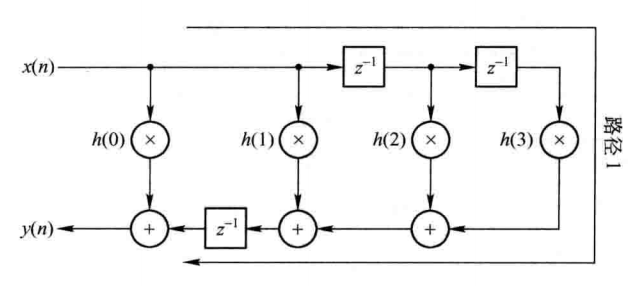 x(n)
z⁻¹
z⁻¹
h(0)
×
h(1)
×
h(2)
×
h(3)
×
路径1
y(n)
+
z⁻¹
+
+